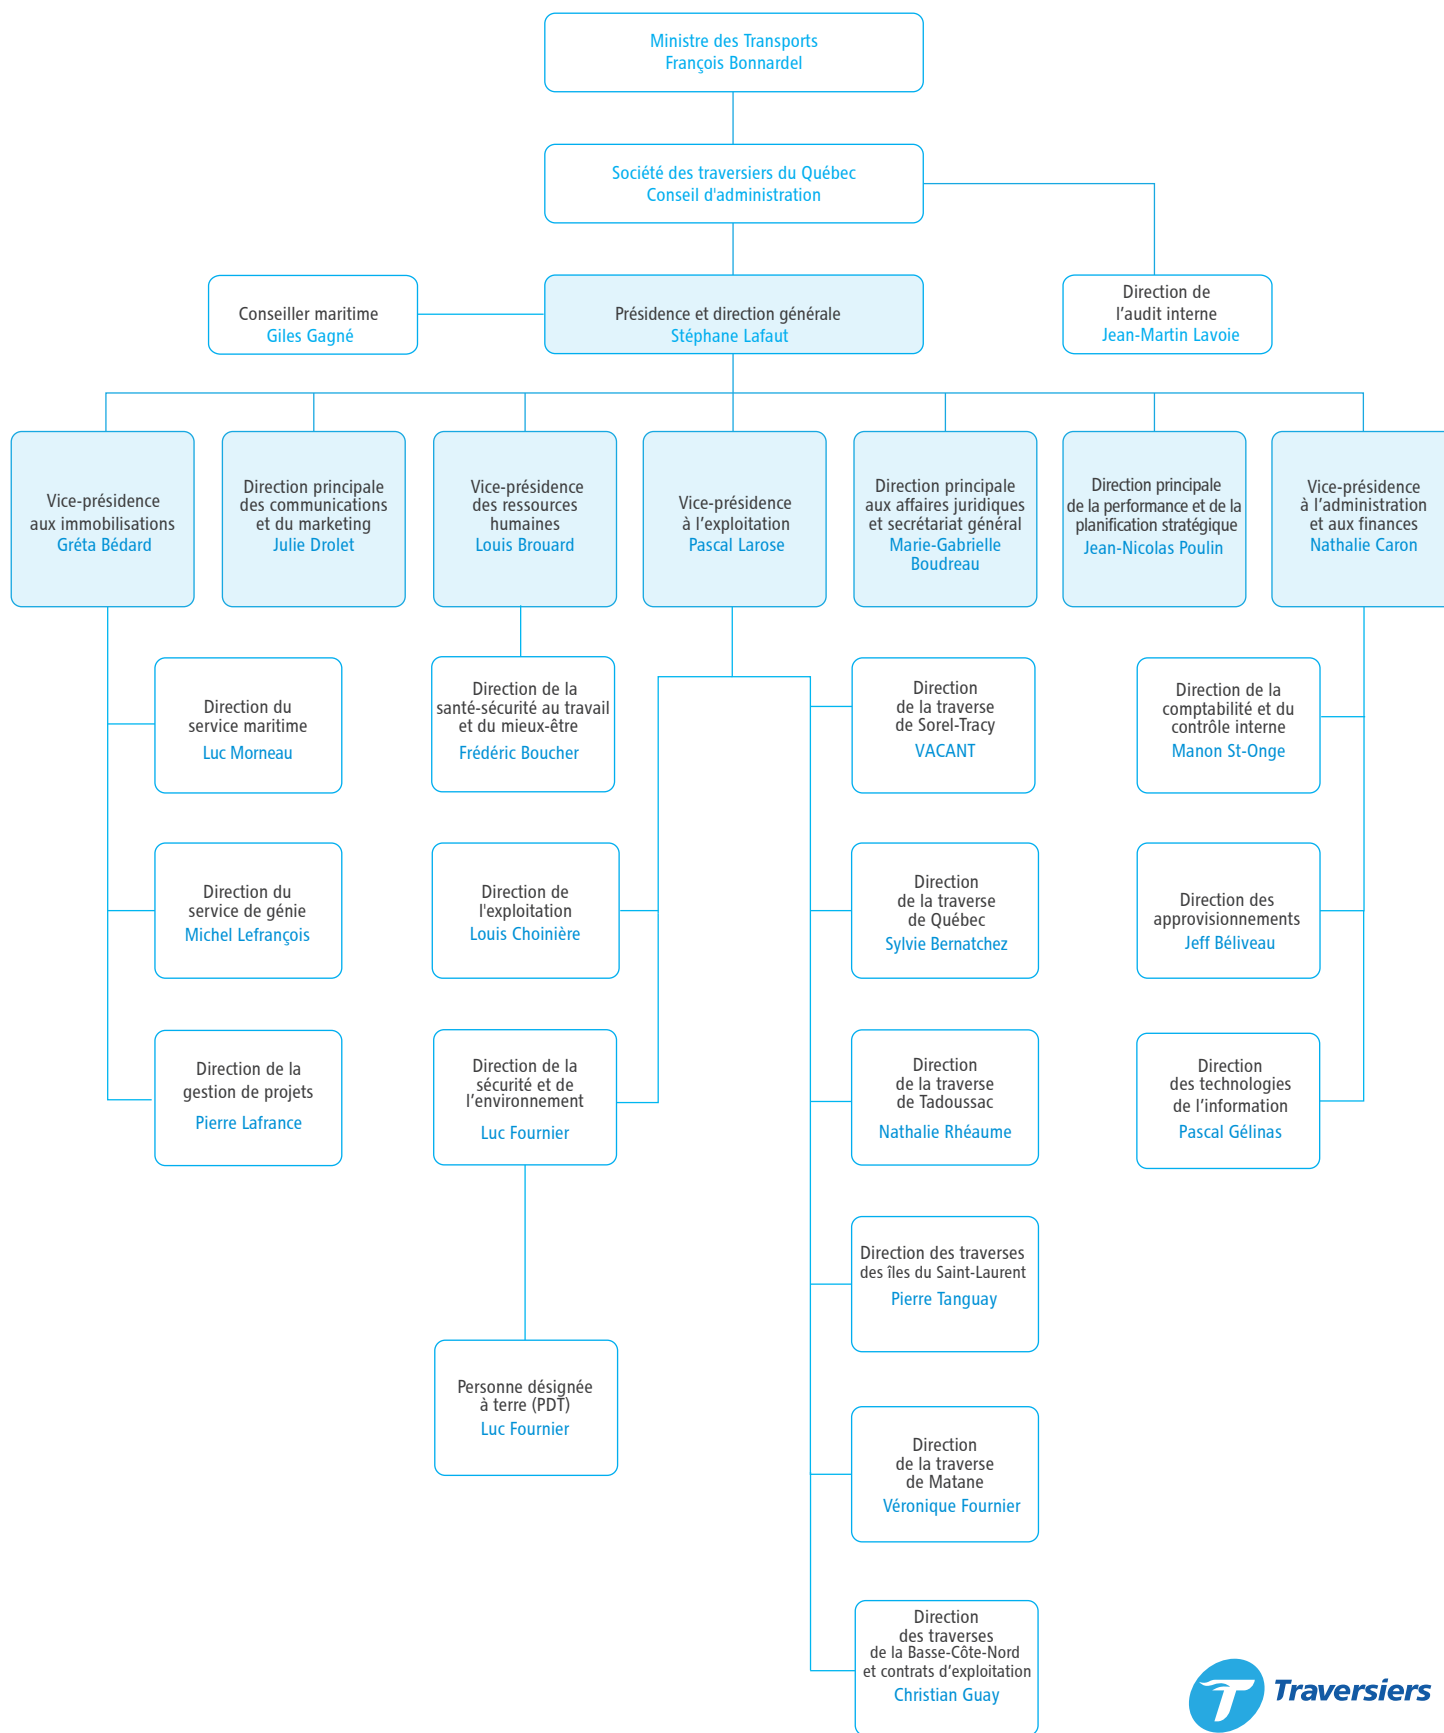 Ministre des Transports
François Bonnardel
Société des traversiers du Québec
Conseil d'administration
Conseiller maritime
Giles Gagné
Présidence et direction générale
Stéphane Lafaut
Direction de
l’audit interne
Jean-Martin Lavoie
Vice-présidence
aux immobilisations
Gréta Bédard
Direction principale
des communications
et du marketing
Julie Drolet
Vice-présidence
des ressources
humaines
Louis Brouard
Vice-présidence
à l’exploitation
Pascal Larose
Direction principale
aux affaires juridiques
et secrétariat général
Marie-Gabrielle
Boudreau
Direction principale
de la performance et de la
planification stratégique
Jean-Nicolas Poulin
Vice-présidence
à l’administration
et aux finances
Nathalie Caron
Direction du
service maritime
Luc Morneau
Direction de la
santé-sécurité au travail
et du mieux-être
Frédéric Boucher
Direction
de la traverse
de Sorel-Tracy
VACANT
Direction de la
comptabilité et du
contrôle interne
Manon St-Onge
Direction du
service de génie
Michel Lefrançois
Direction de
l'exploitation
Louis Choinière
Direction
de la traverse
de Québec
Sylvie Bernatchez
Direction des
approvisionnements
Jeff Béliveau
Direction de la
gestion de projets
Pierre Lafrance
Direction de la
sécurité et de
l’environnement
Luc Fournier
Direction
de la traverse
de Tadoussac
Nathalie Rhéaume
Direction
des technologies
de l’information
Pascal Gélinas
Direction des traverses
des îles du Saint-Laurent
Pierre Tanguay
Personne désignée
à terre (PDT)
Luc Fournier
Direction
de la traverse
de Matane
Véronique Fournier
Direction
des traverses
de la Basse-Côte-Nord
et contrats d’exploitation
Christian Guay
Traversiers